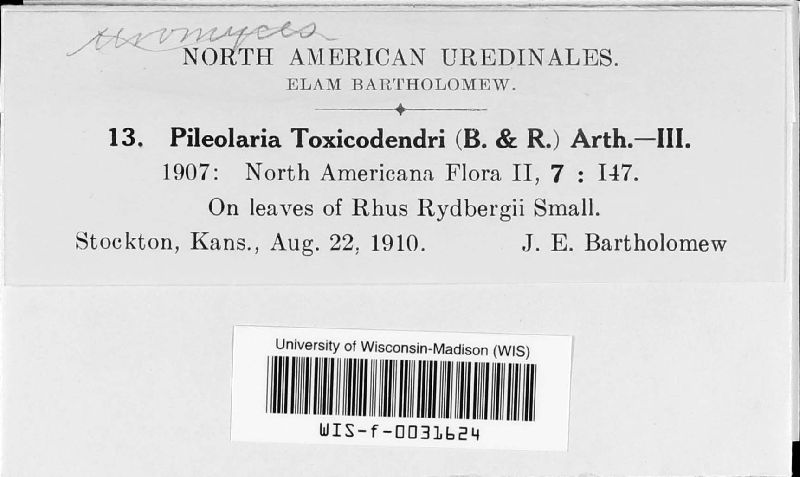 uromyces
NORTH AMERICAN UREDINALES.
ELAM BARTHOLOMEW.
13. Pileolaria Toxicodendri (B. & R.) Arth.—III.
1907: North Americana Flora II, 7 : 147.
On leaves of Rhus Rydbergii Small.
Stockton, Kans., Aug. 22, 1910. J. E. Bartholomew
University of Wisconsin-Madison (WIS)
WIS-f-0031624